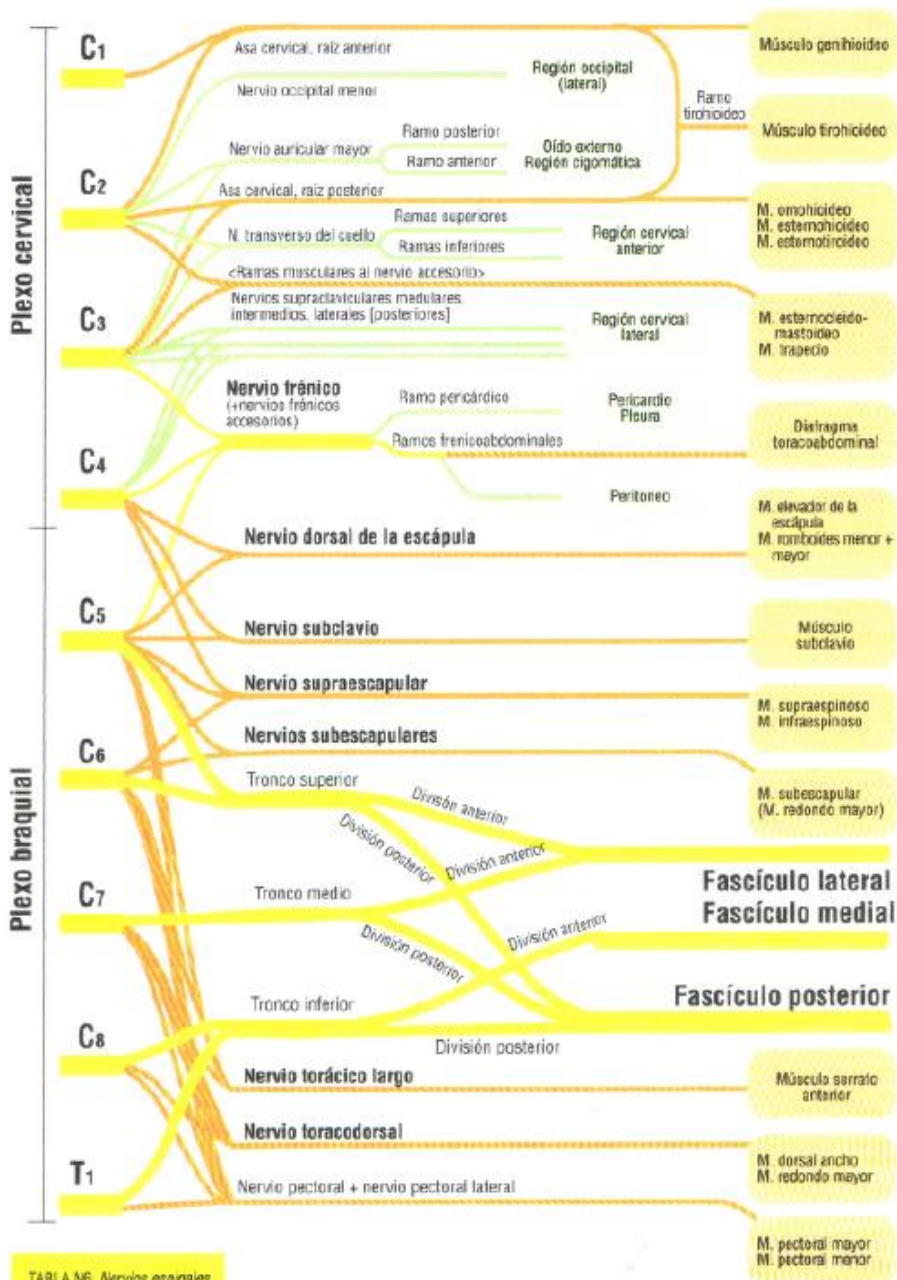 C1
Asa cervical, raíz anterior
Músculo genihioideo
Región occipital
(lateral)
Nervio occipital menor
Ramo
tirohioideo
Músculo tirohioideo
Ramo posterior
Nervio auricular mayor
Oído externo
Región cigomática
Ramo anterior
C2
Asa cervical, raíz posterior
Ramas superiores
M. omohioideo
M. esternohioideo
M. esternotiroideo
N. transverso del cuello
Región cervical
anterior
Ramas inferiores
Plexo cervical
<Ramas musculares al nervio accesorio>
C3
Nervios supraclaviculares medulares,
intermedios, laterales [posteriores]
Región cervical
lateral
M. esternocleido-
mastoideo
M. trapecio
Nervio frénico
(+nervios frénicos
accesorios)
Ramo pericárdico
Pericardio
Pleura
Ramos frenicoabdominales
Diafragma
toracoabdominal
C4
Peritoneo
M. elevador de la
escápula
M. romboides menor +
mayor
Nervio dorsal de la escápula
C5
Nervio subclavio
Músculo
subclavio
Nervio supraescapular
M. supraespinoso
M. infraespinoso
Nervios subescapulares
C6
Tronco superior
M. subescapular
(M. redondo mayor)
División anterior
División posterior
División anterior
Plexo braquial
C7
Tronco medio
Fascículo lateral
Fascículo medial
División anterior
División posterior
Fascículo posterior
Tronco inferior
C8
División posterior
Nervio torácico largo
Músculo serrato
anterior
Nervio toracodorsal
M. dorsal ancho
M. redondo mayor
T1
Nervio pectoral + nervio pectoral lateral
M. pectoral mayor
M. pectoral menor
TABLA N6. Nervios espinales